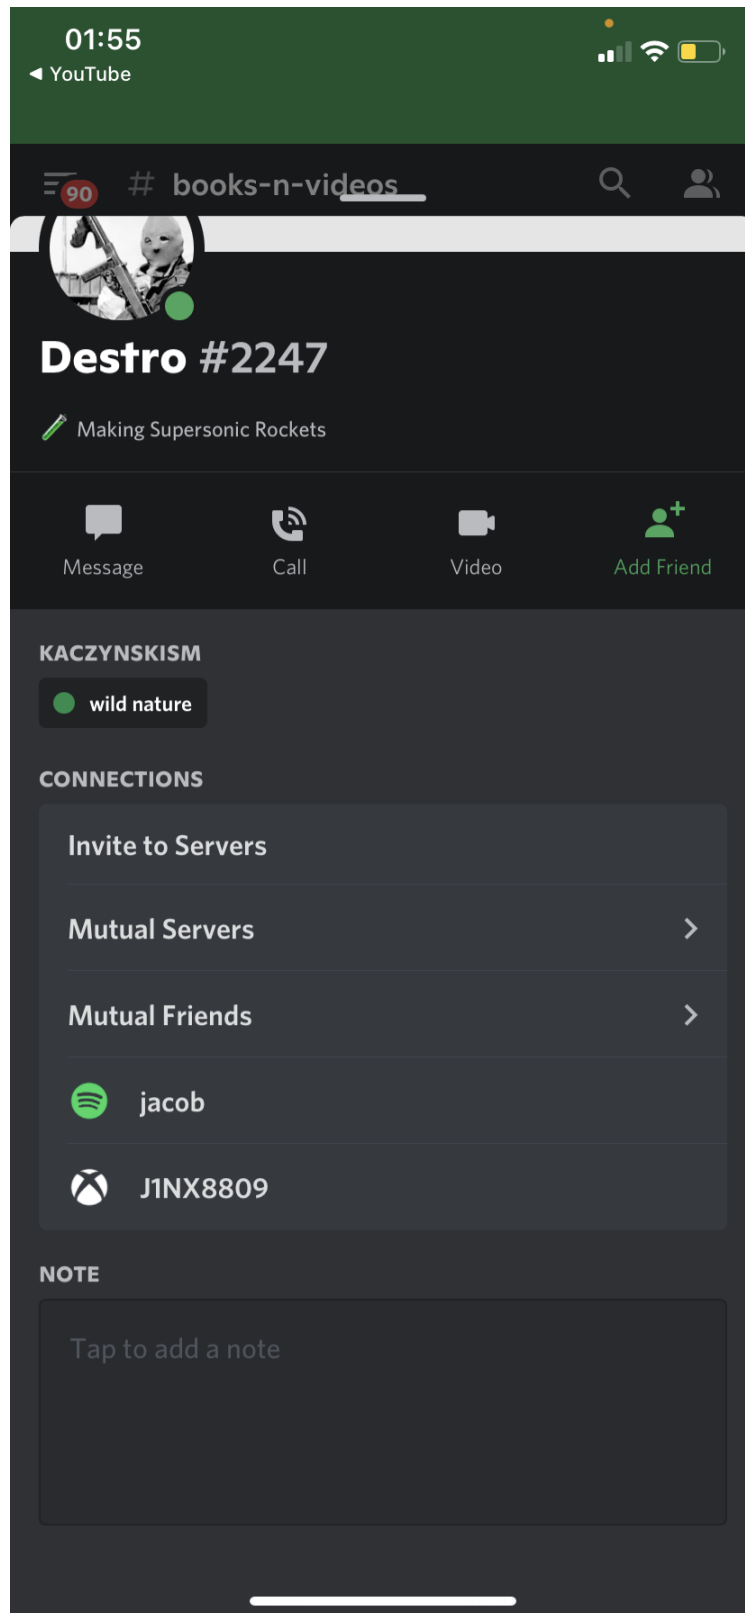 01:55
◀ YouTube
90 # books-n-videos
Destro #2247
Making Supersonic Rockets
Message Call Video Add Friend
KACZYNSKISM
wild nature
CONNECTIONS
Invite to Servers
Mutual Servers
Mutual Friends
jacob
J1NX8809
NOTE
Tap to add a note